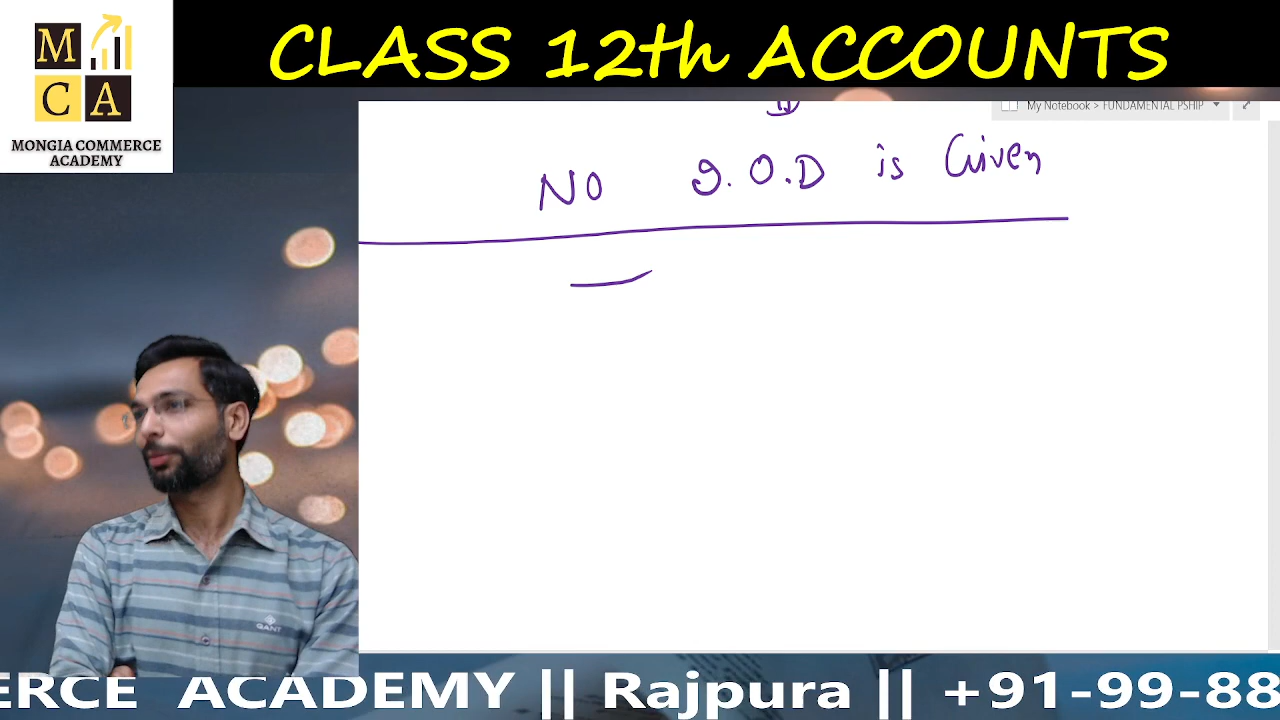 CLASS 12th ACCOUNTS
M
C A
MONGIA COMMERCE
ACADEMY
My Notebook > FUNDAMENTAL PSHIP
No I.O.D is Given
GANT
ERCE ACADEMY || Rajpura || +91-99-88